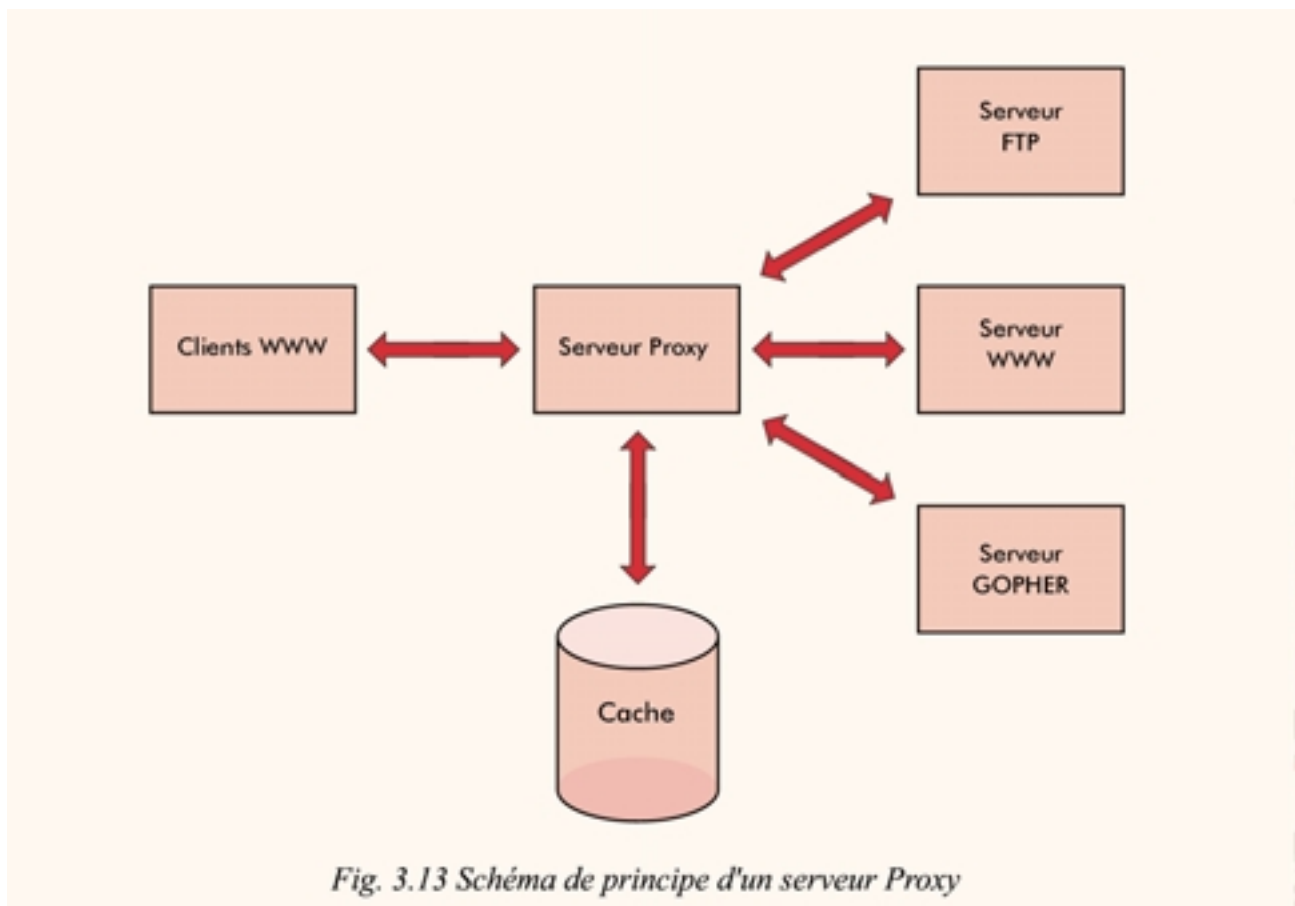 Serveur
FTP
Clients WWW
Serveur Proxy
Serveur
WWW
Serveur
GOPHER
Cache
Fig. 3.13 Schéma de principe d'un serveur Proxy